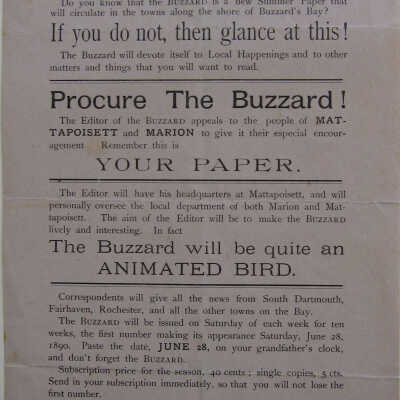 Do you know that the BUZZARD is a new Summer Paper that
will circulate in the towns along the shore of Buzzard's Bay?
If you do not, then glance at this!
The Buzzard will devote itself to Local Happenings and to other
matters and things that you will want to read.
Procure The Buzzard!
The Editor of the BUZZARD appeals to the people of MAT-
TAPOISETT and MARION to give it their especial encour-
agement Remember this is
YOUR PAPER.
The Editor will have his headquarters at Mattapoisett, and will
personally oversee the local department of both Marion and Mat-
tapoisett. The aim of the Editor will be to make the BUZZARD
lively and interesting. In fact
The Buzzard will be quite an
ANIMATED BIRD.
Correspondents will give all the news from South Dartmouth,
Fairhaven, Rochester, and all the other towns on the Bay.
The BUZZARD will be issued on Saturday of each week for ten
weeks, the first number making its appearance Saturday, June 28,
1890. Paste the date, JUNE 28, on your grandfather's clock,
and don't forget the BUZZARD.
Subscription price for the season, 40 cents; single copies, 5 cts.
Send in your subscription immediately, so that you will not lose the
first number.